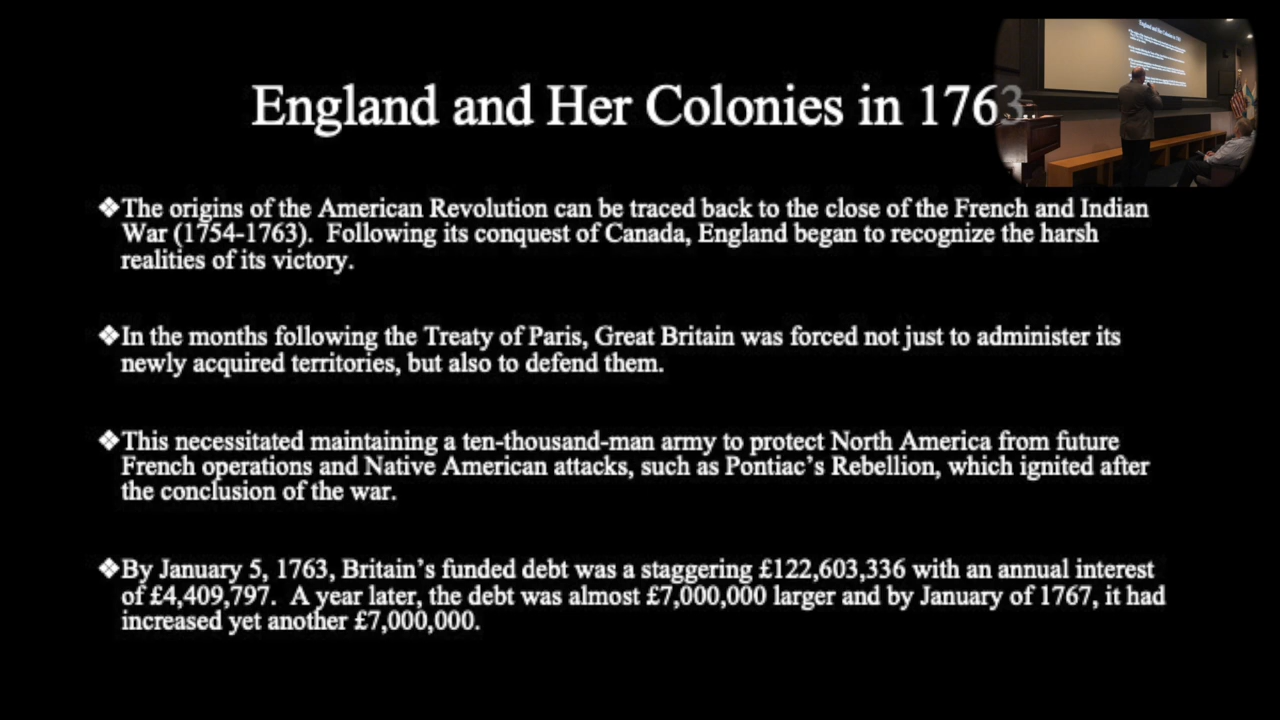 England and Her Colonies in 1763
❖The origins of the American Revolution can be traced back to the close of the French and Indian
War (1754-1763).  Following its conquest of Canada, England began to recognize the harsh
realities of its victory.
❖In the months following the Treaty of Paris, Great Britain was forced not just to administer its
newly acquired territories, but also to defend them.
❖This necessitated maintaining a ten-thousand-man army to protect North America from future
French operations and Native American attacks, such as Pontiac’s Rebellion, which ignited after
the conclusion of the war.
❖By January 5, 1763, Britain’s funded debt was a staggering £122,603,336 with an annual interest
of £4,409,797.  A year later, the debt was almost £7,000,000 larger and by January of 1767, it had
increased yet another £7,000,000.